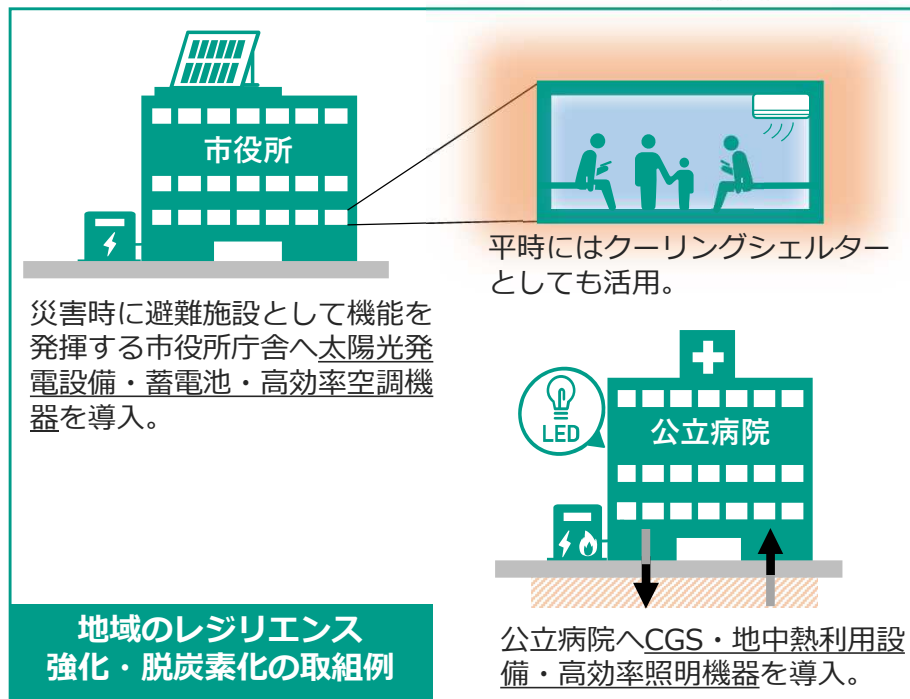 市役所
平時にはクーリングシェルター
としても活用。
災害時に避難施設として機能を
発揮する市役所庁舎へ太陽光発
電設備・蓄電池・高効率空調機
器を導入。
LED
公立病院
公立病院へCGS・地中熱利用設
備・高効率照明機器を導入。
地域のレジリエンス
強化・脱炭素化の取組例